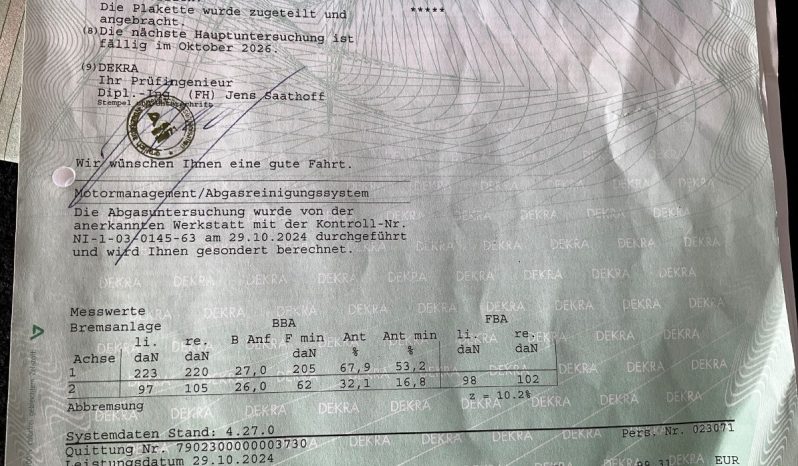 Die Plakette wurde zugeteilt und *****
angebracht.
(8) Die nächste Hauptuntersuchung ist
fällig im Oktober 2026.
(9) DEKRA
Ihr Prüfingenieur
Dipl.-Ing. (FH) Jens Saathoff
Wir wünschen Ihnen eine gute Fahrt.
Motormanagement/Abgasreinigungssystem
Die Abgasuntersuchung wurde von der
anerkannten Werkstatt mit der Kontroll-Nr.
NI-1-03-0145-63 am 29.10.2024 durchgeführt
und wird Ihnen gesondert berechnet.
Messwerte
Bremsanlage BBA FBA
li. re. B Anf. F min Ant Ant min li. re.
Achse daN daN daN % % daN daN
1 223 220 27,0 205 67,9 53,2
2 97 105 26,0 62 32,1 16,8 98 102
Abbremsung z = 10.2%
Systemdaten Stand: 4.27.0 Pers. Nr. 023071
Quittung Nr. 7902300000003730
Leistungsdatum 29.10.2024 EUR